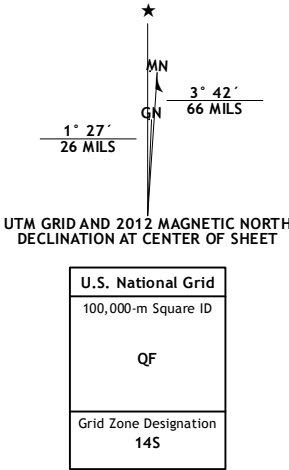 ★
MN
3° 42´
66 MILS
GN
1° 27´
26 MILS
UTM GRID AND 2012 MAGNETIC NORTH
DECLINATION AT CENTER OF SHEET
U.S. National Grid
100,000-m Square ID
QF
Grid Zone Designation
14S